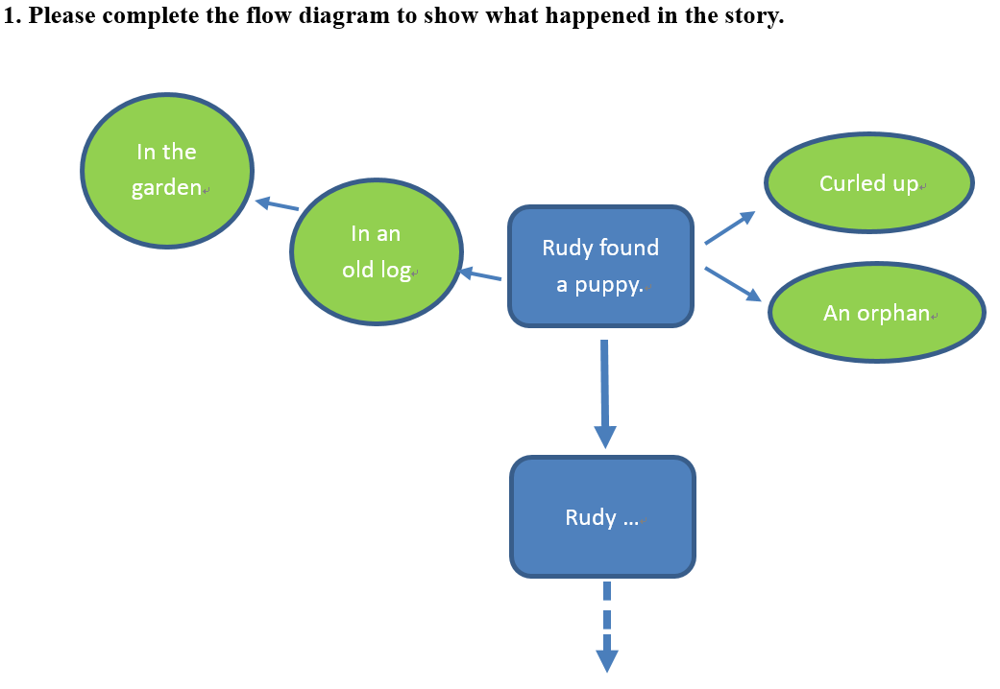 1. Please complete the flow diagram to show what happened in the story.
In the
garden
In an
old log
Rudy found
a puppy.
Curled up
An orphan
Rudy ...